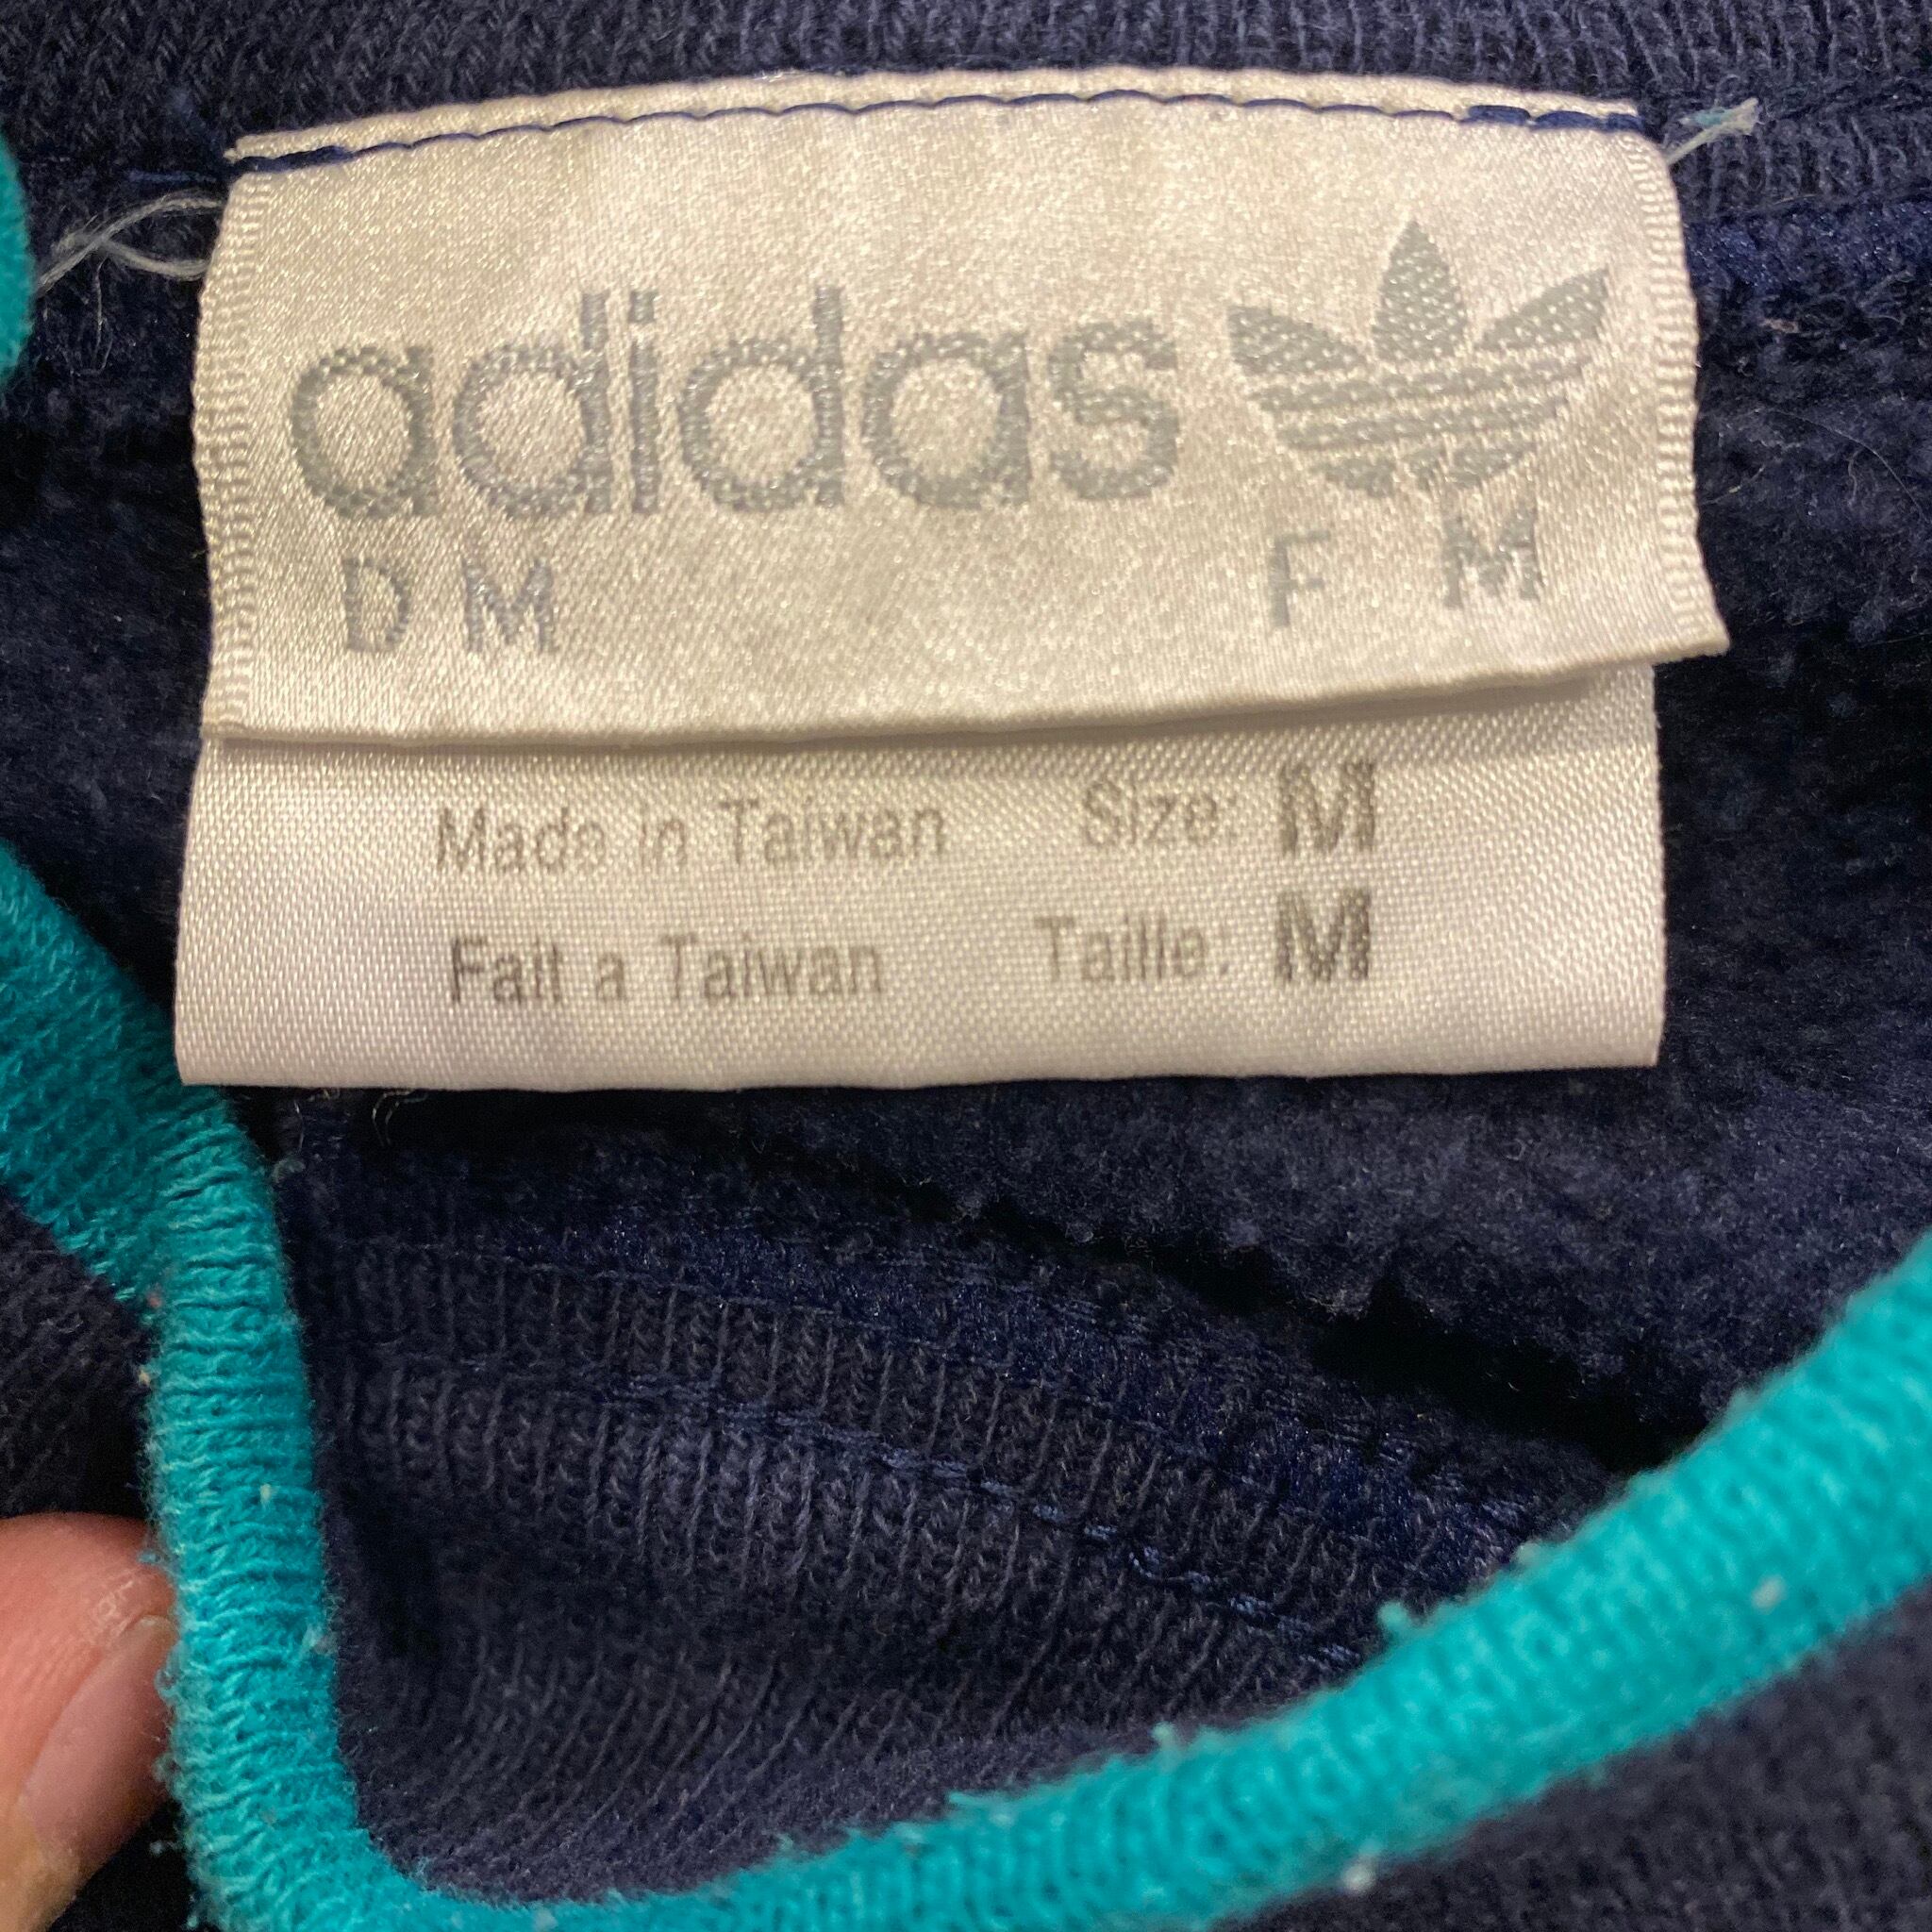 adidas
D M F M
Made in Taiwan Size: M
Fait a Taiwan Taille: M